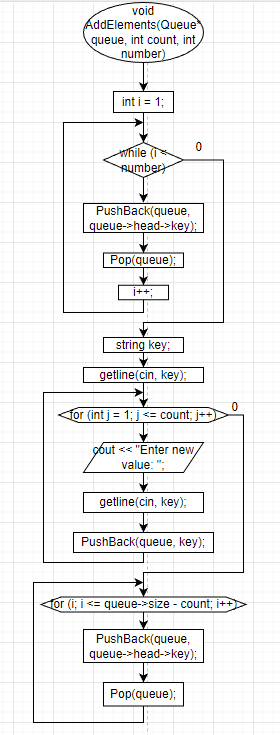 void
AddElements(Queue*
queue, int count, int
number)
int i = 1;
0
while (i <
number)
PushBack(queue,
queue->head->key);
Pop(queue);
i++;
string key;
getline(cin, key);
0
for (int j = 1; j <= count; j++)
cout << "Enter new
value: ";
getline(cin, key);
PushBack(queue, key);
for (i; i <= queue->size - count; i++)
PushBack(queue,
queue->head->key);
Pop(queue);